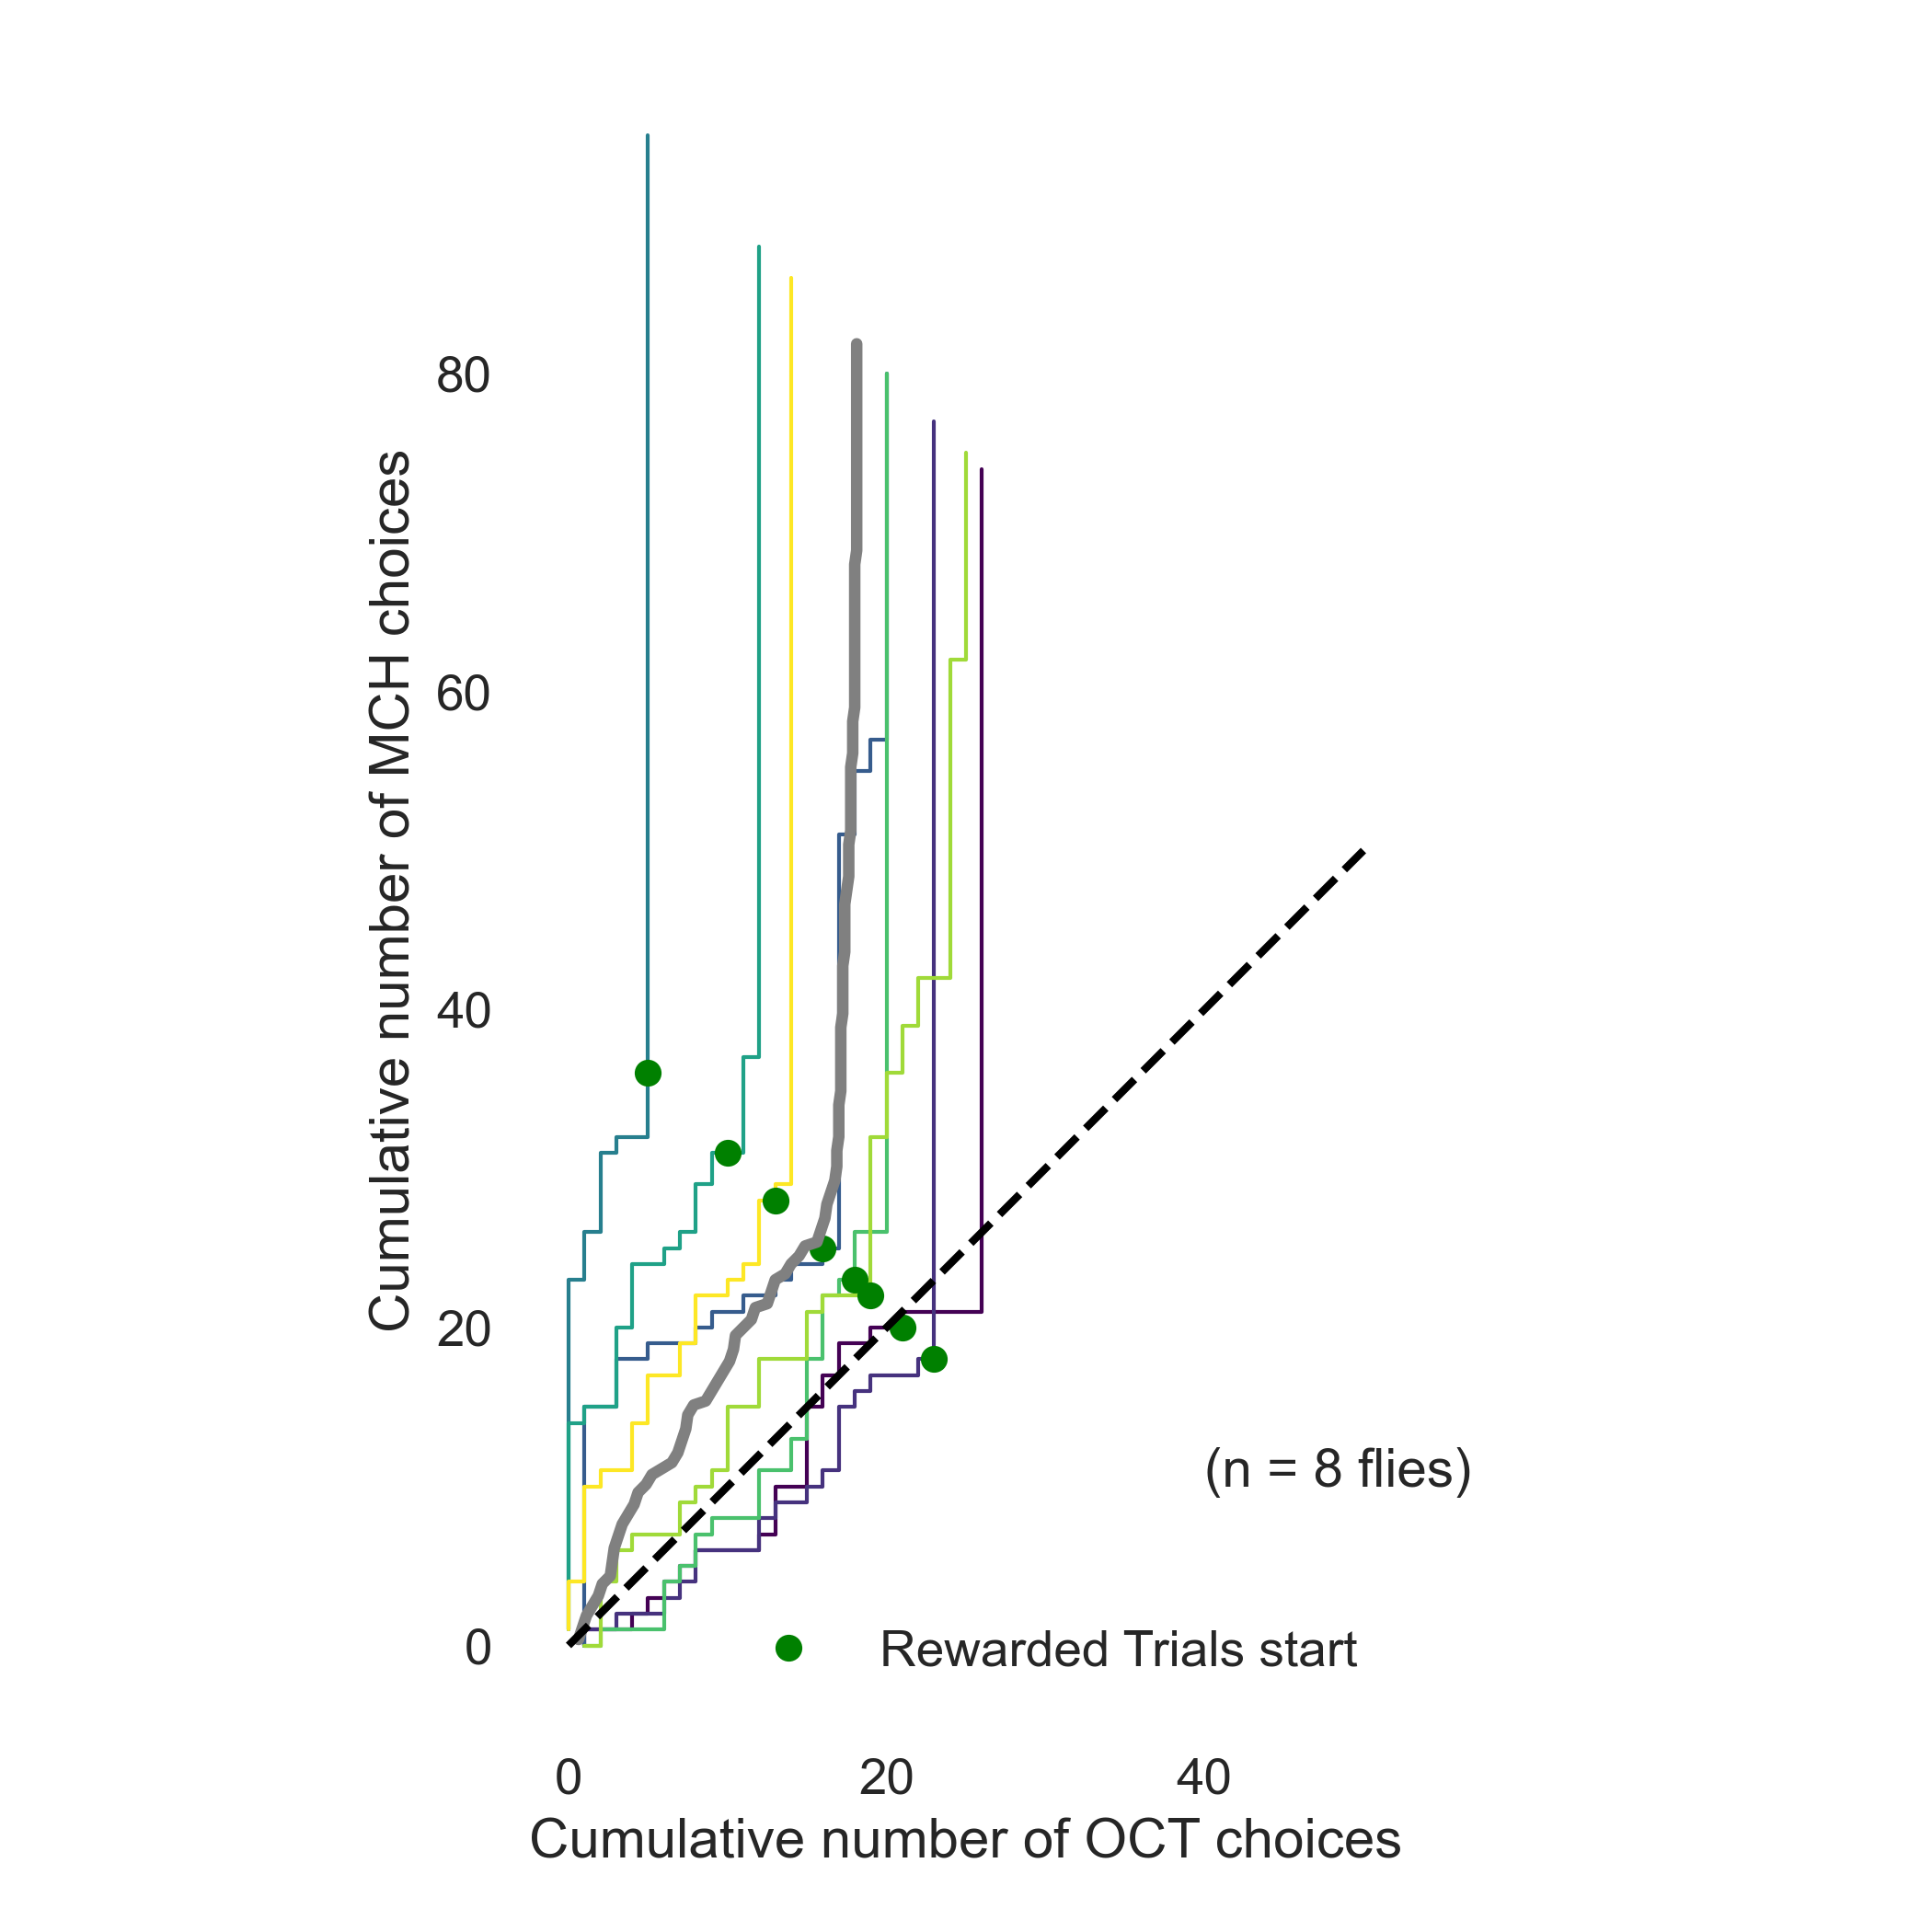 80
60
40
20
0
Cumulative number of MCH choices
(n = 8 flies)
Rewarded Trials start
0 20 40
Cumulative number of OCT choices